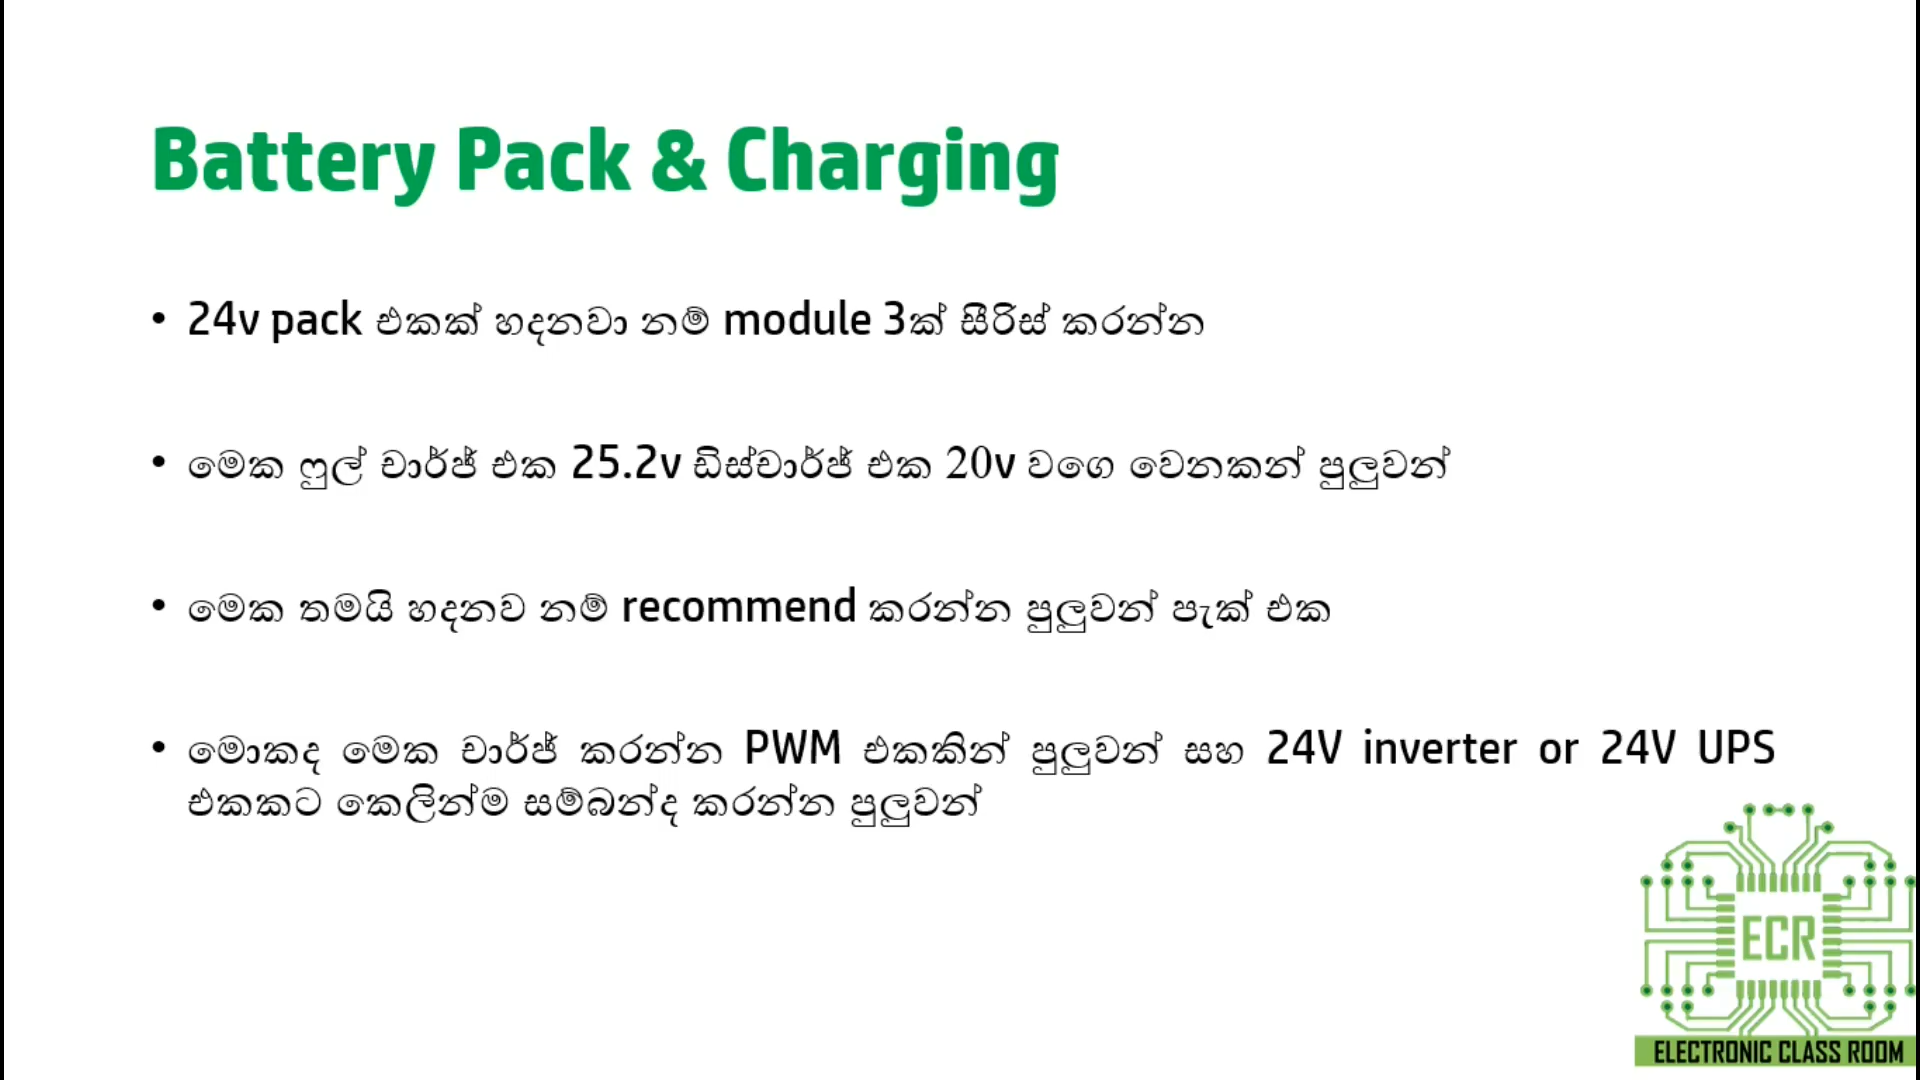 Battery Pack & Charging
• 24v pack එකක් හදනවා නම් module 3ක් සීරිස් කරන්න
• මෙක ෆුල් චාර්ජ් එක 25.2v ඩිස්චාර්ජ් එක 20v වගෙ වෙනකන් පුලුවන්
• මෙක තමයි හදනව නම් recommend කරන්න පුලුවන් පැක් එක
• මොකද මෙක චාර්ජ් කරන්න PWM එකකින් පුලුවන් සහ 24V inverter or 24V UPS
එකකට කෙලින්ම සම්බන්ද කරන්න පුලුවන්
ECR
ELECTRONIC CLASS ROOM